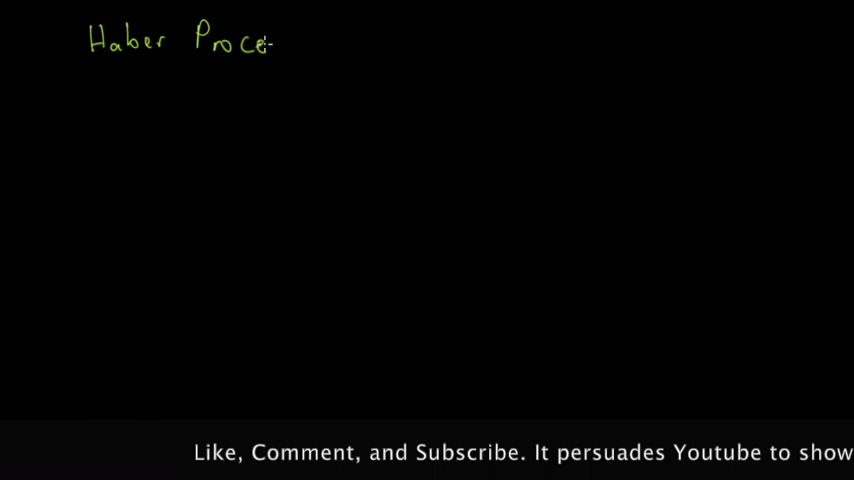 Haber Proce
Like, Comment, and Subscribe. It persuades Youtube to show